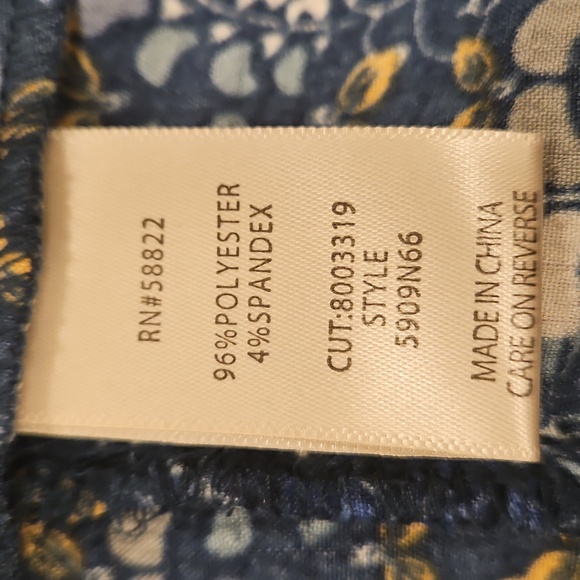 RN#58822
96%POLYESTER
4%SPANDEX
CUT:8003319
STYLE
5909N66
MADE IN CHINA
CARE ON REVERSE